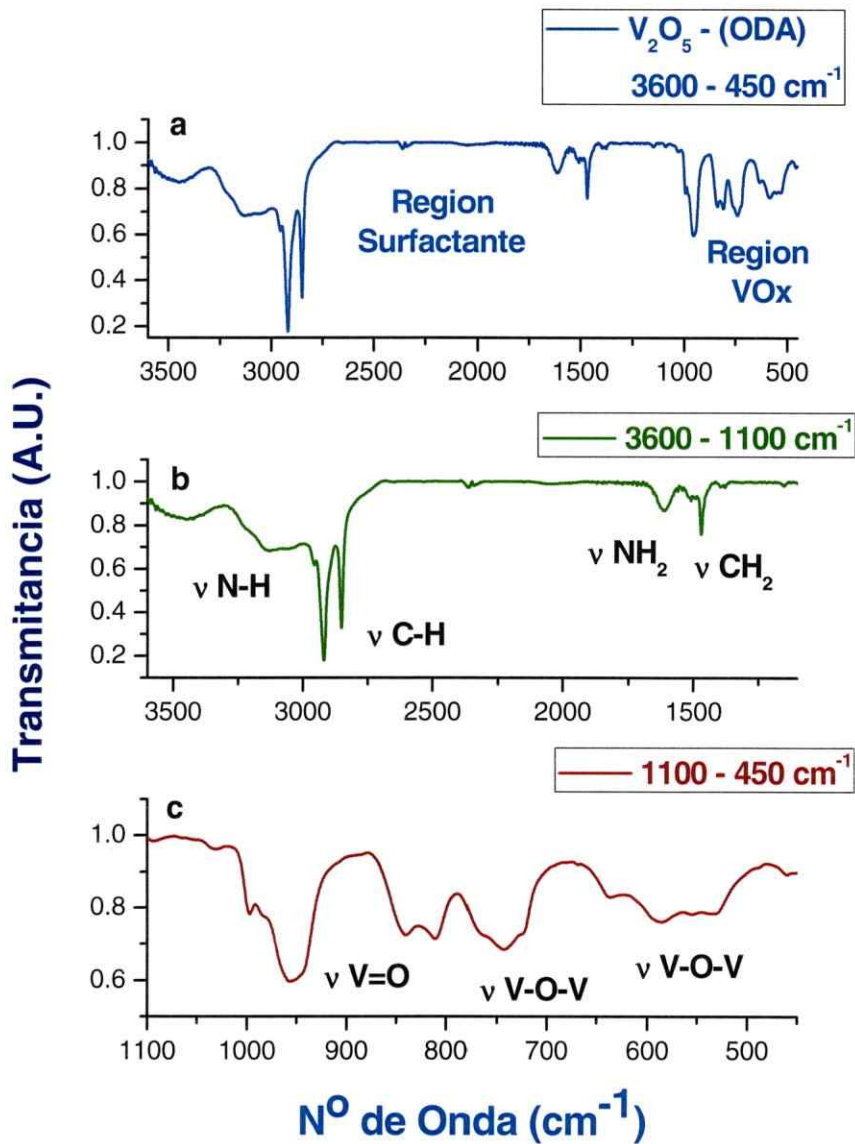 V₂O₅ - (ODA)
3600 - 450 cm⁻¹
a
Region
Surfactante
Region
VOx
1.0
0.8
0.6
0.4
0.2
3500 3000 2500 2000 1500 1000 500
3600 - 1100 cm⁻¹
b
ν N-H
ν C-H
ν NH₂
ν CH₂
1.0
0.8
0.6
0.4
0.2
3500 3000 2500 2000 1500
1100 - 450 cm⁻¹
c
ν V=O
ν V-O-V
ν V-O-V
1.0
0.8
0.6
1100 1000 900 800 700 600 500
Transmitancia (A.U.)
Nº de Onda (cm⁻¹)